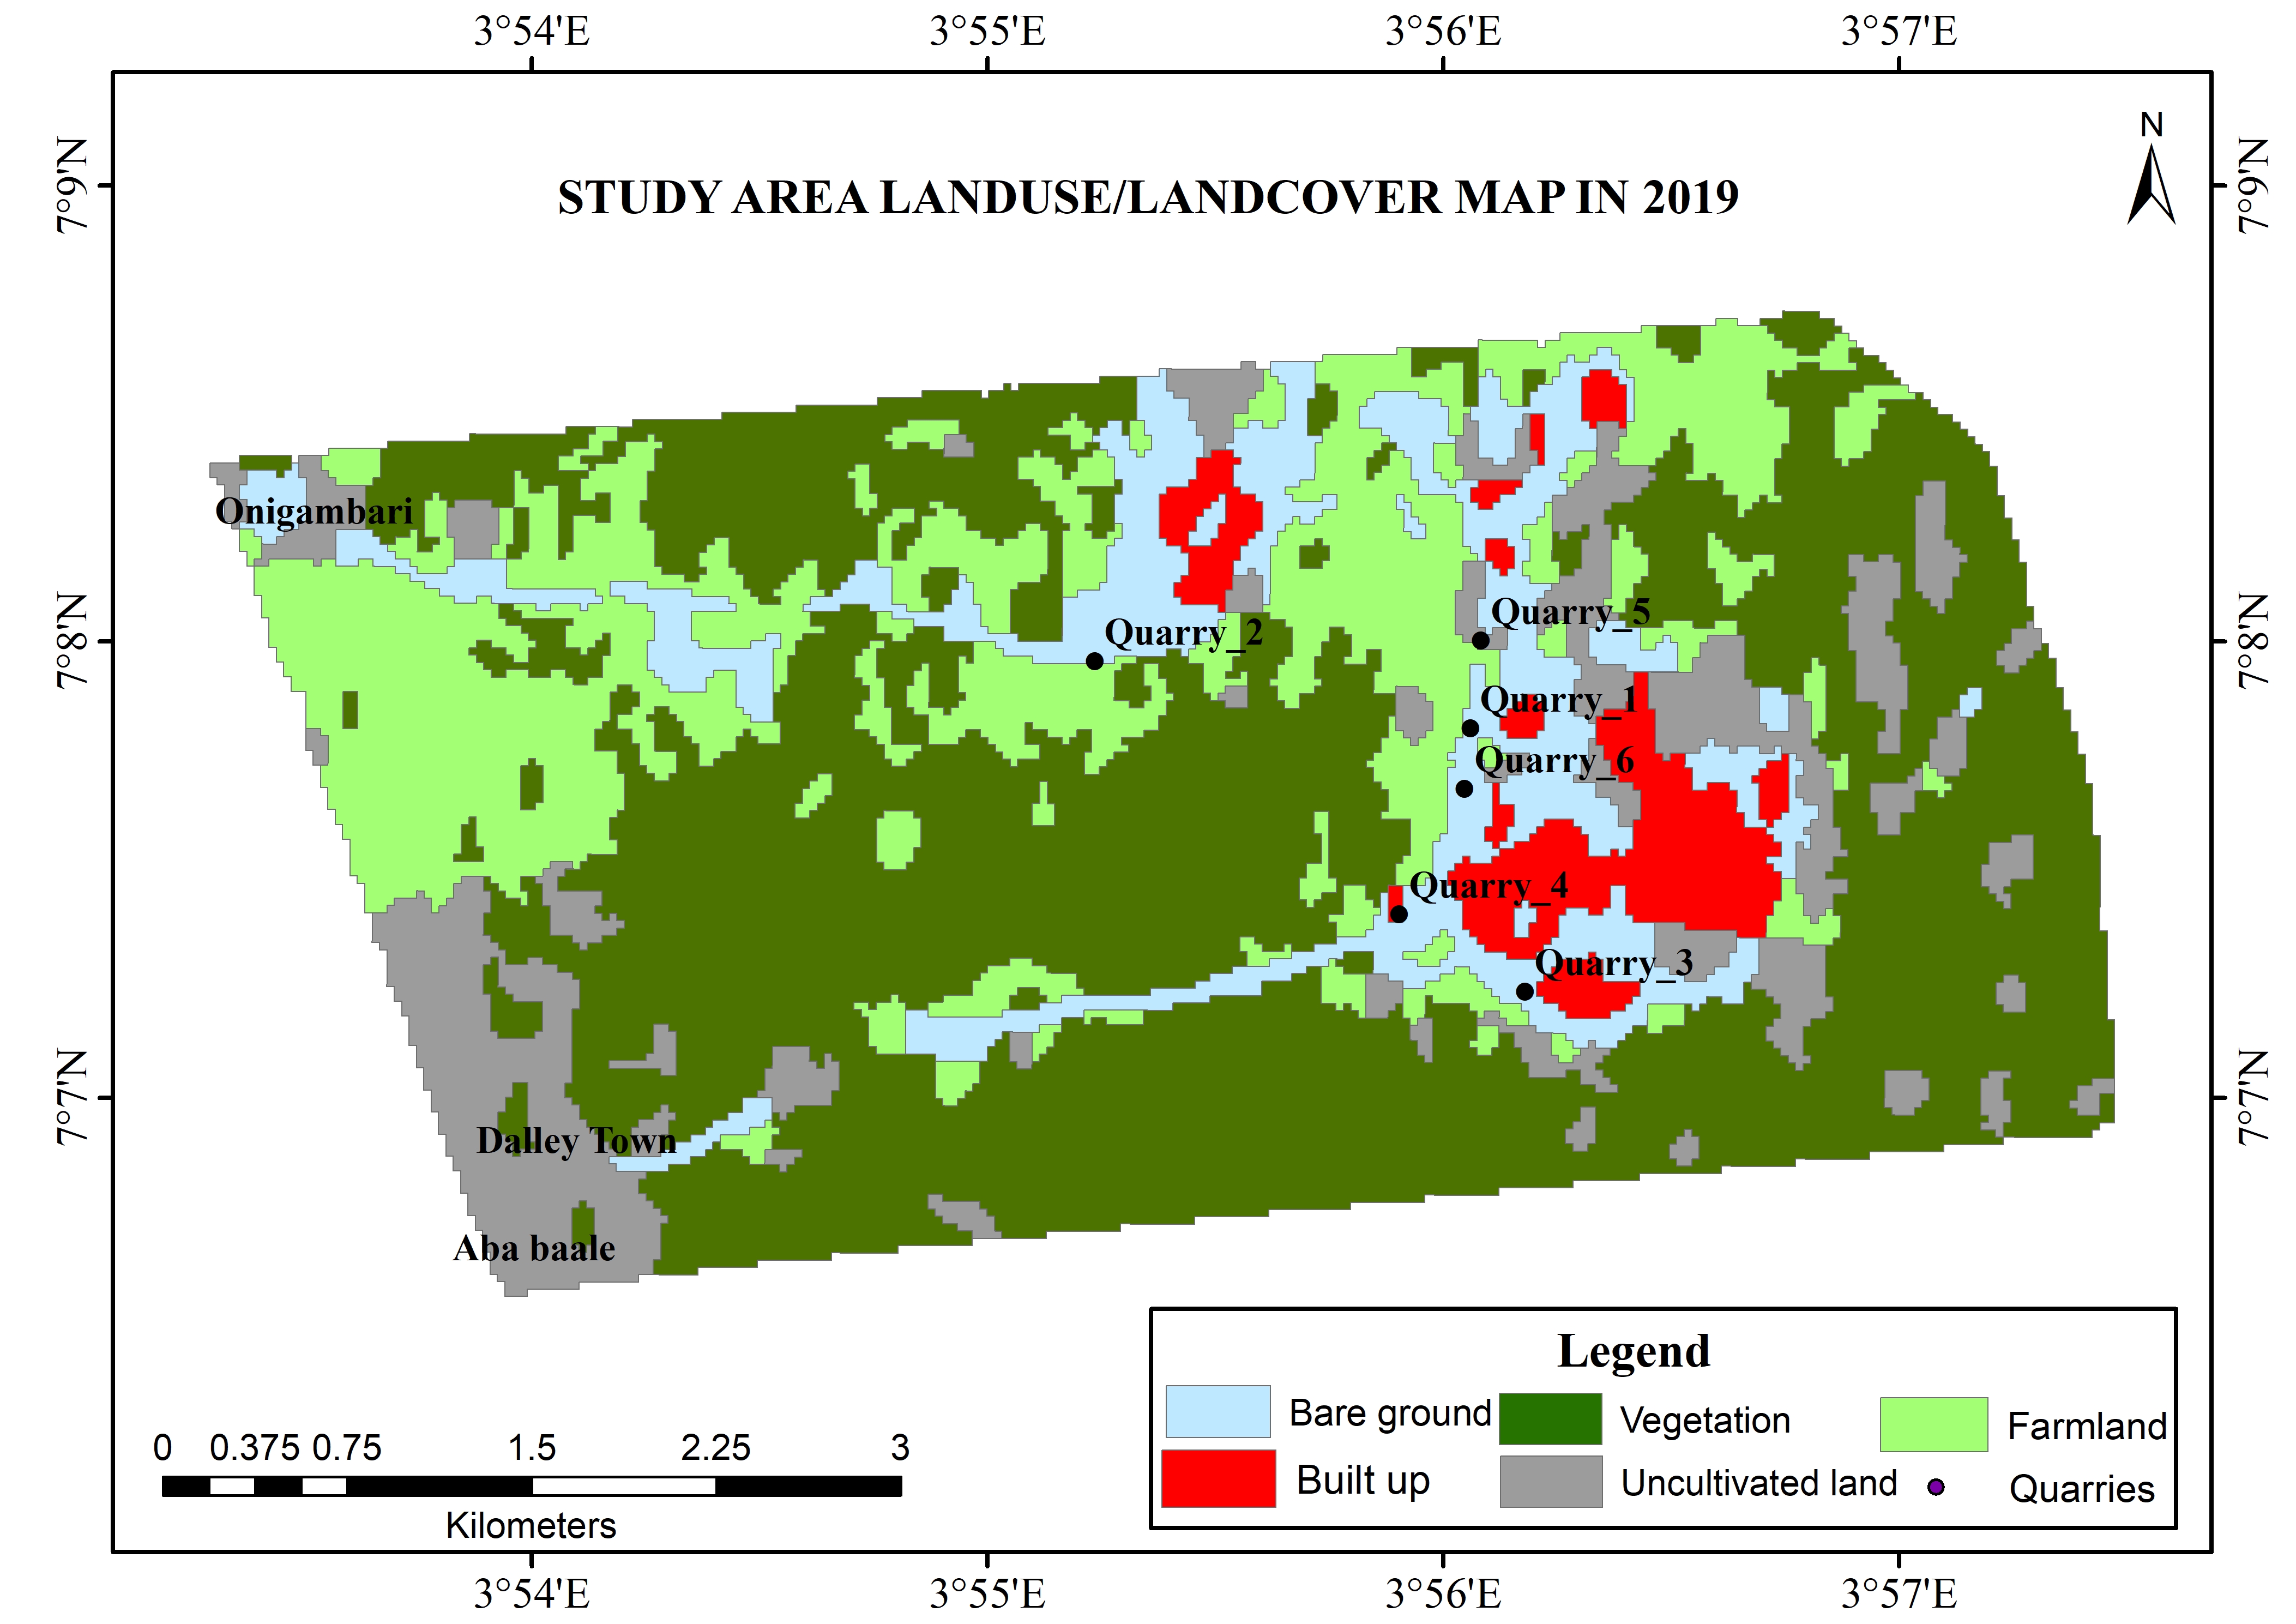 3°54'E 3°55'E 3°56'E 3°57'E
N
7°9'N 7°9'N
STUDY AREA LANDUSE/LANDCOVER MAP IN 2019
Onigambari
Quarry_5
Quarry_2
7°8'N 7°8'N
Quarry_1
Quarry_6
Quarry_4
Quarry_3
7°7'N 7°7'N
Dalley Town
Aba baale
Legend
Bare ground Vegetation Farmland
Built up Uncultivated land Quarries
0 0.375 0.75 1.5 2.25 3
Kilometers
3°54'E 3°55'E 3°56'E 3°57'E